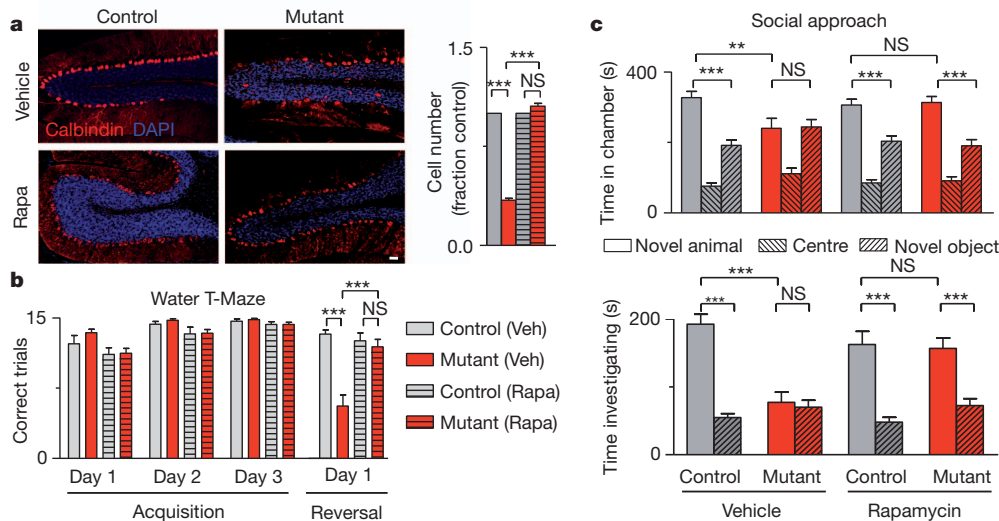 a
Control
Mutant
Vehicle
Calbindin DAPI
Rapa
Cell number
(fraction control)
1.5
0.0
***
***
NS
b
Water T-Maze
Correct trials
15
0
***
***
NS
Day 1
Day 2
Day 3
Day 1
Acquisition
Reversal
Control (Veh)
Mutant (Veh)
Control (Rapa)
Mutant (Rapa)
c
Social approach
Time in chamber (s)
400
0
**
NS
***
NS
***
***
Novel animal
Centre
Novel object
Time investigating (s)
200
0
***
NS
***
NS
***
***
Control
Mutant
Control
Mutant
Vehicle
Rapamycin